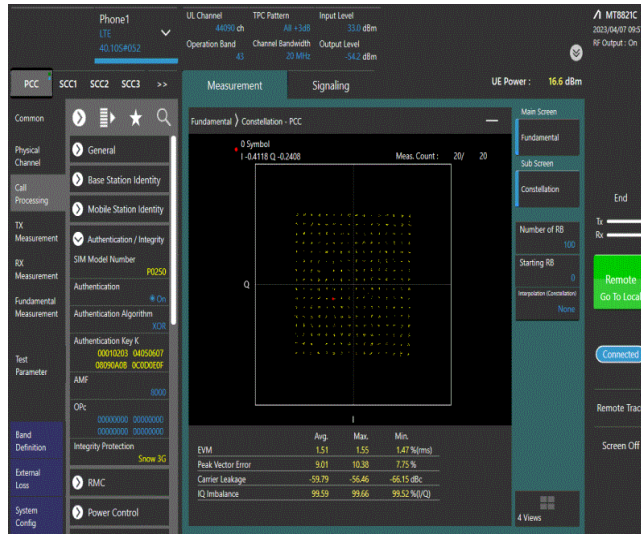 Phone1
LTE
40.105#052
UL Channel
44090 ch
TPC Pattern
All +3dB
Input Level
33.0 dBm
Operation Band
43
Channel Bandwidth
20 MHz
Output Level
-54.2 dBm
MT8821C
2023/04/07 09:5
RF Output : On
PCC
SCC1
SCC2
SCC3
>>
Measurement
Signaling
UE Power : 16.6 dBm
Common
Physical
Channel
Call
Processing
TX
Measurement
RX
Measurement
Fundamental
Measurement
Test
Parameter
Band
Definition
External
Loss
System
Config
General
Base Station Identity
Mobile Station Identity
Authentication / Integrity
SIM Model Number
P0250
Authentication
On
Authentication Algorithm
XOR
Authentication Key K
00010203 04050607
08090A0B 0C0D0E0F
AMF
0000
OPc
00000000 00000000
00000000 00000000
Integrity Protection
Snow 3G
RMC
Power Control
Fundamental 〉 Constellation - PCC
0 Symbol
I -0.4118 Q -0.2408
Meas. Count : 20/ 20
Q
I
Avg. Max. Min.
EVM 1.51 1.55 1.47 %(rms)
Peak Vector Error 9.01 10.38 7.75 %
Carrier Leakage -59.79 -56.46 -66.15 dBc
IQ Imbalance 99.59 99.66 99.52 %(I/Q)
Main Screen
Fundamental
Sub Screen
Constellation
Number of RB
100
Starting RB
0
Interpolation (Constellation)
None
4 Views
End
Tx
Rx
Remote
Go To Local
Connected
Remote Trac
Screen Off